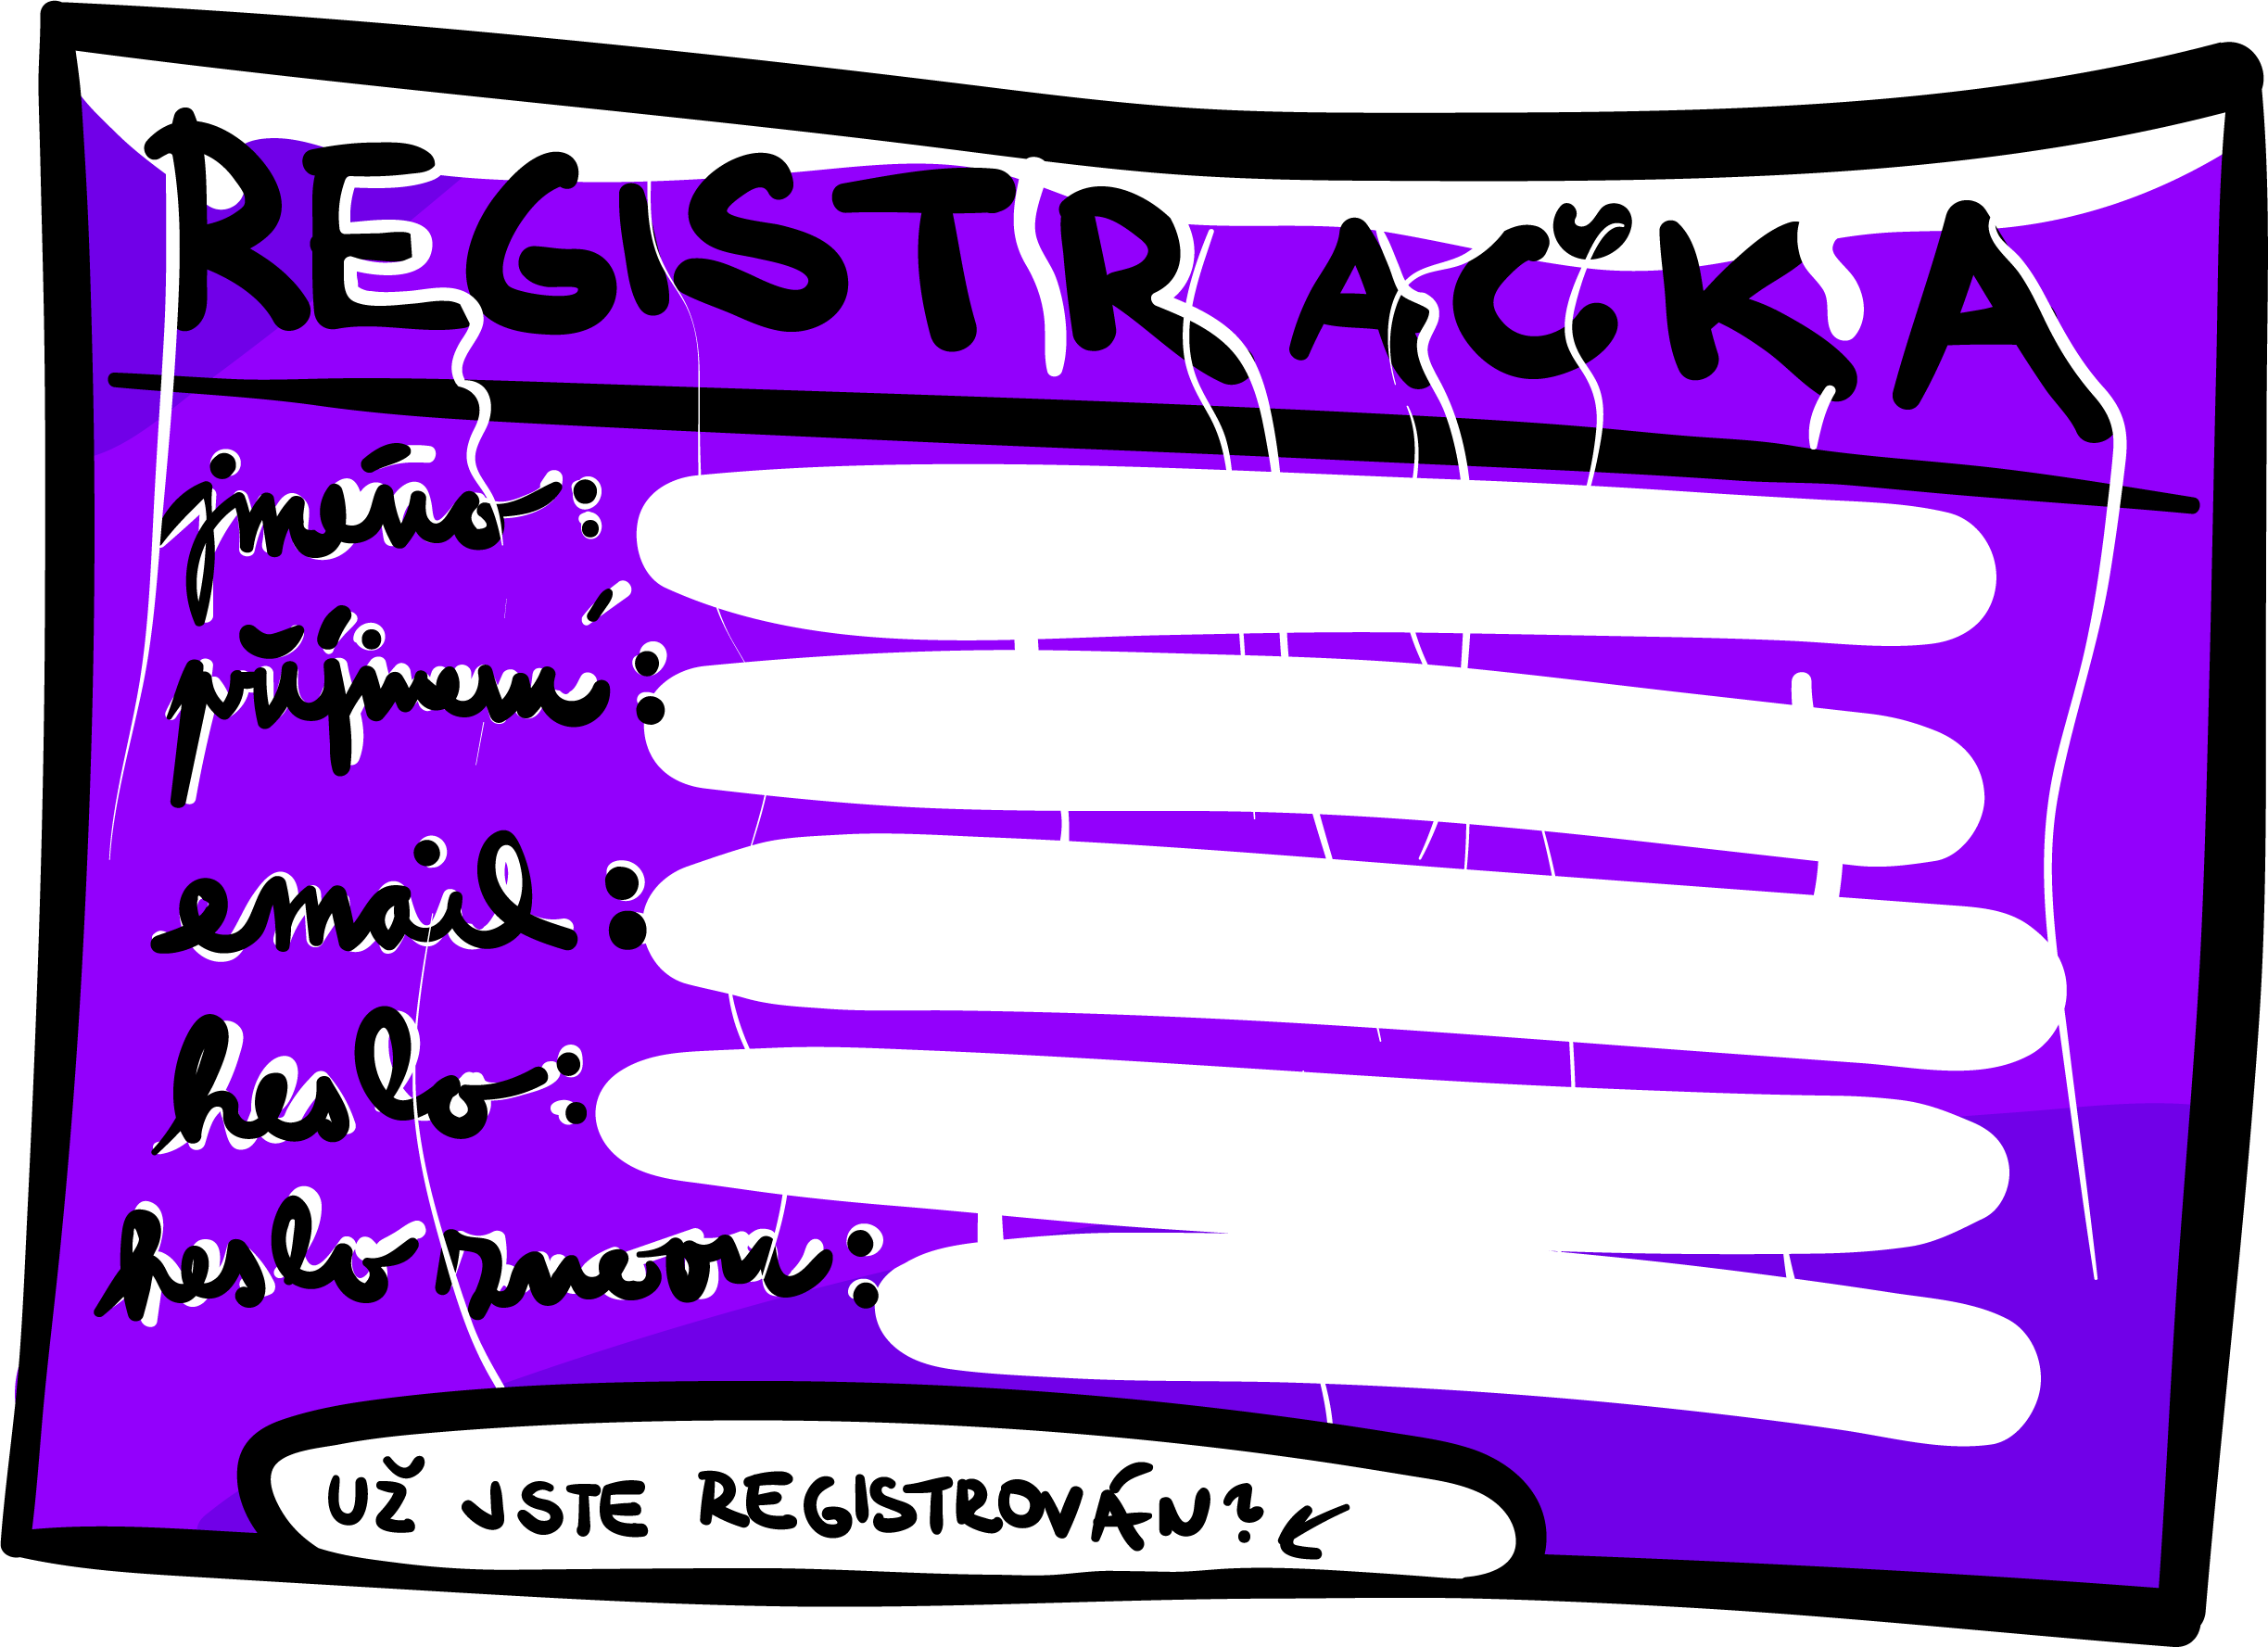 REGISTRAČKA
jméno:
příjmení:
email:
heslo:
heslo znovu:
UŽ JSTE REGISTROVÁN?